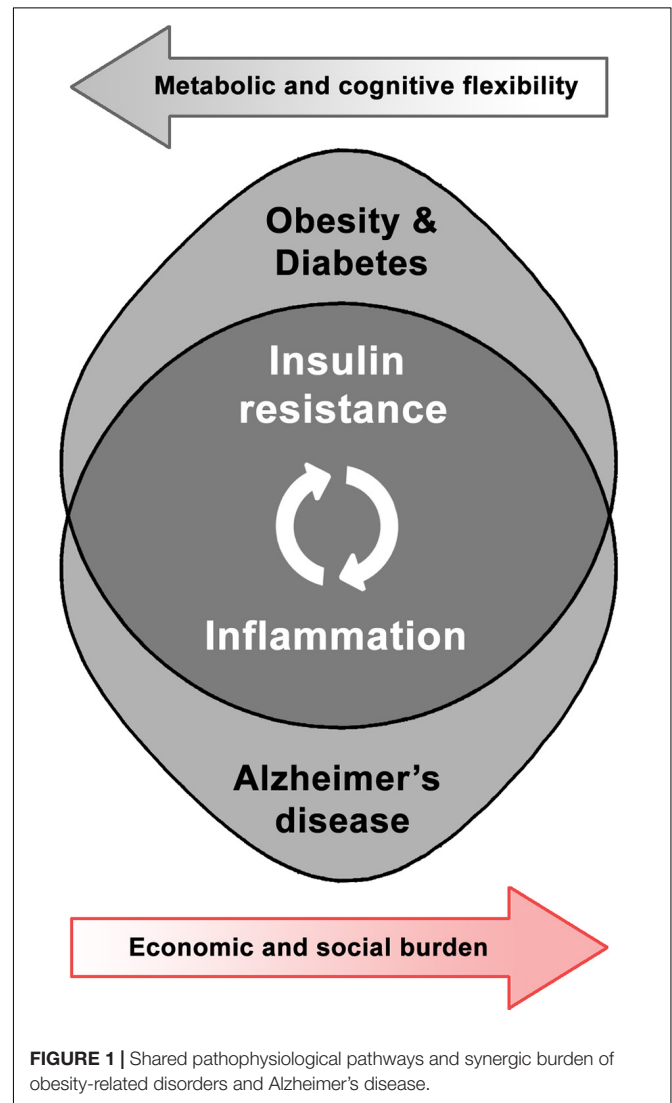 Metabolic and cognitive flexibility
Obesity &
Diabetes
Insulin
resistance
Inflammation
Alzheimer's
disease
Economic and social burden
FIGURE 1 | Shared pathophysiological pathways and synergic burden of
obesity-related disorders and Alzheimer's disease.